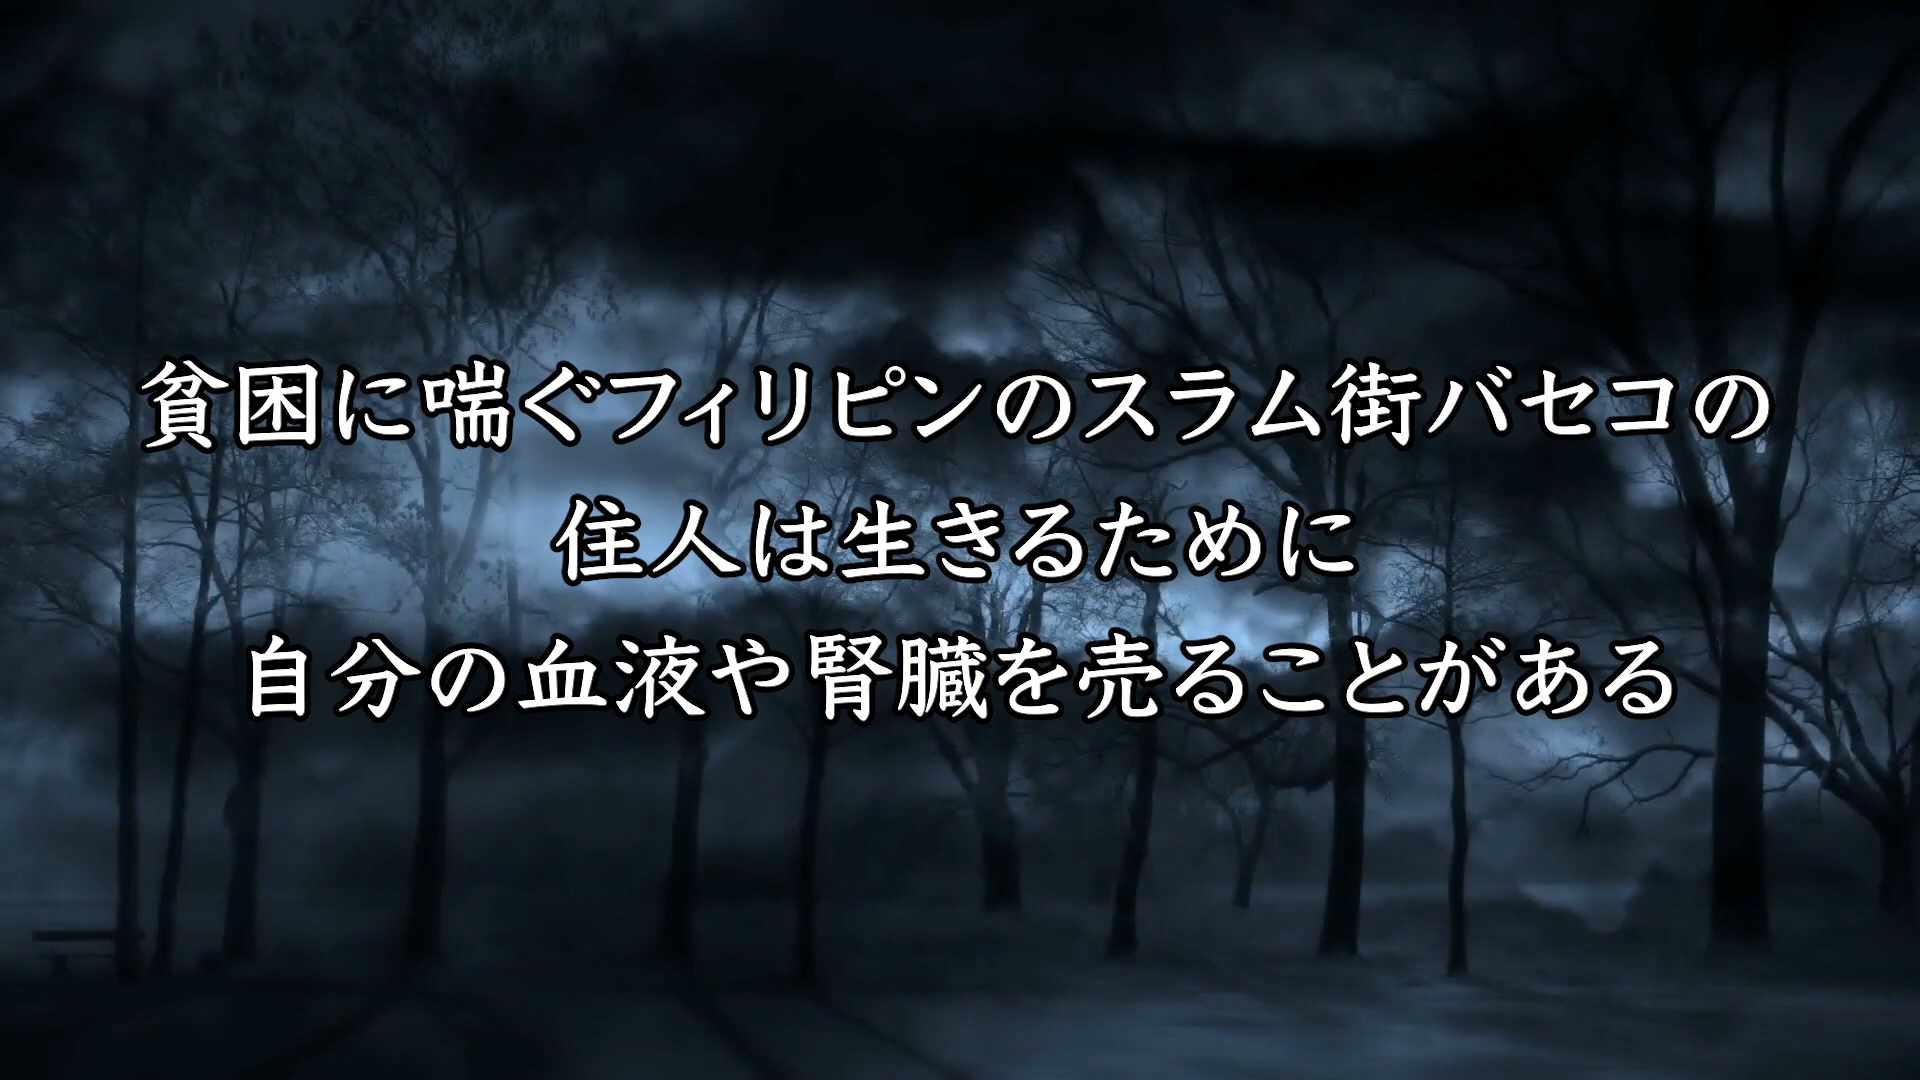 貧困に喘ぐフィリピンのスラム街バセコの
住人は生きるために
自分の血液や腎臓を売ることがある